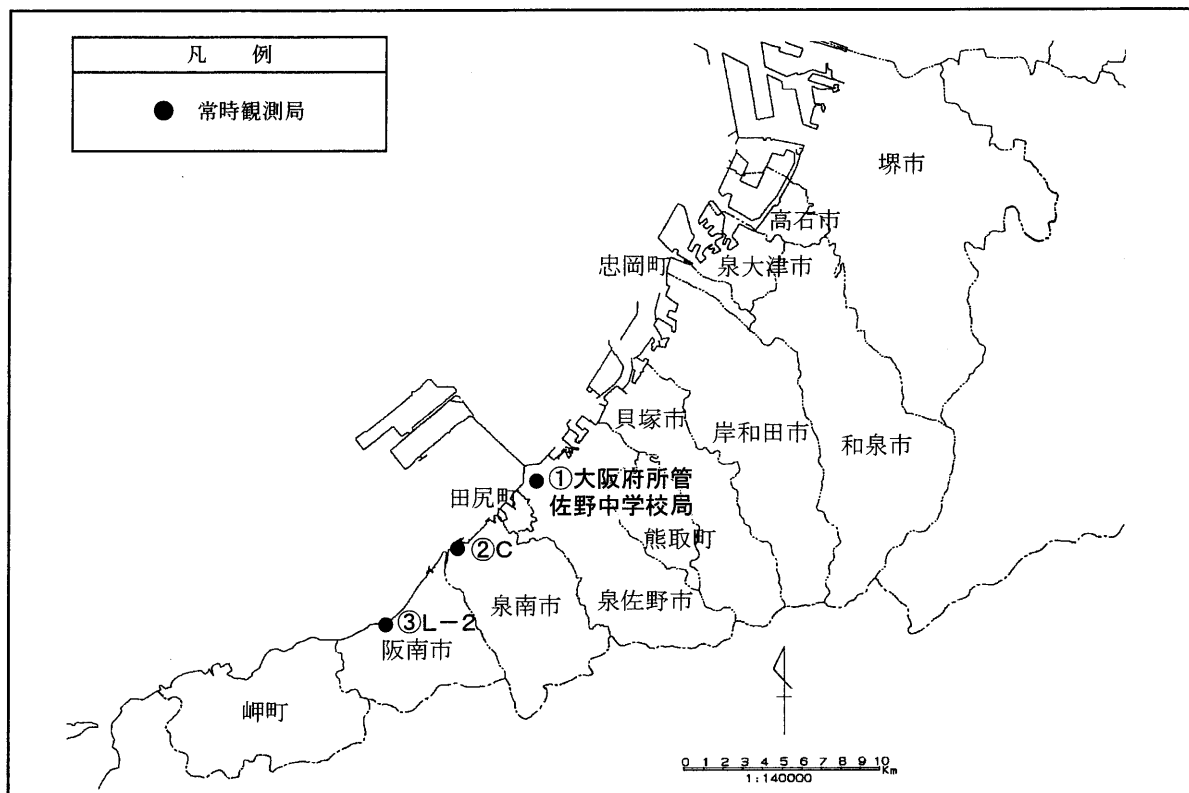 凡 例
● 常時観測局
堺市
高石市
忠岡町
泉大津市
貝塚市
岸和田市
和泉市
①大阪府所管
佐野中学校局
田尻町
熊取町
②C
泉南市
泉佐野市
③L-2
阪南市
岬町
0 1 2 3 4 5 6 7 8 9 10
Km
1:140000